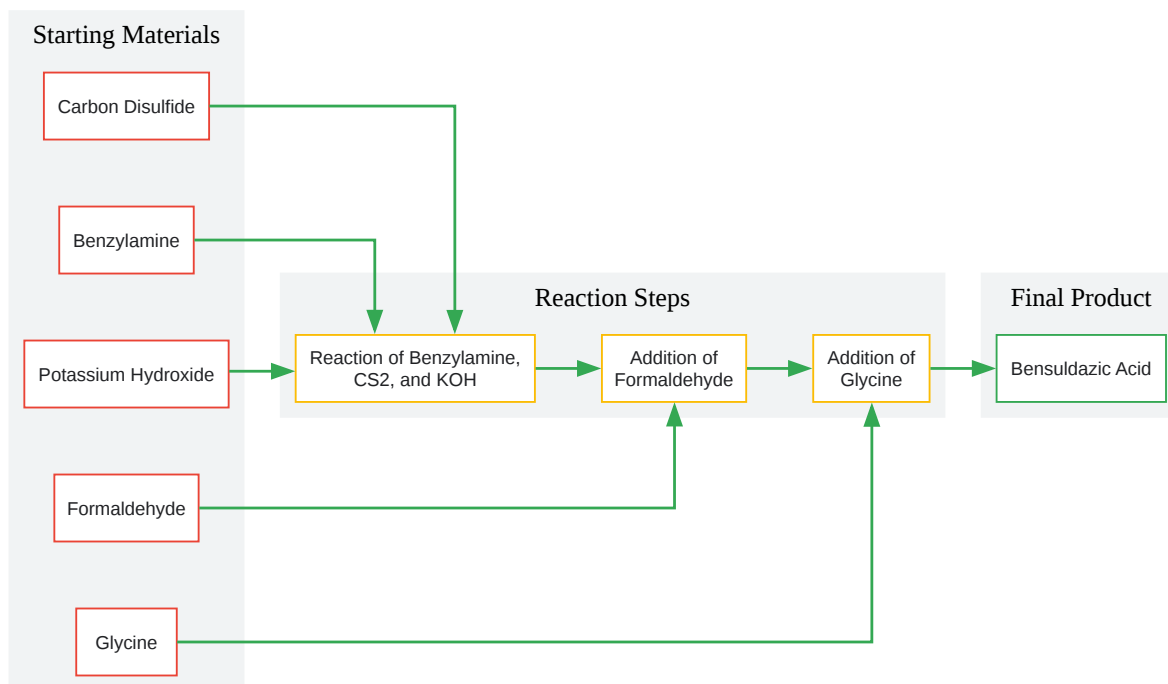 Starting Materials
Carbon Disulfide
Benzylamine
Potassium Hydroxide
Formaldehyde
Glycine
Reaction Steps
Reaction of Benzylamine,
CS2, and KOH
Addition of
Formaldehyde
Addition of
Glycine
Final Product
Bensuldazic Acid